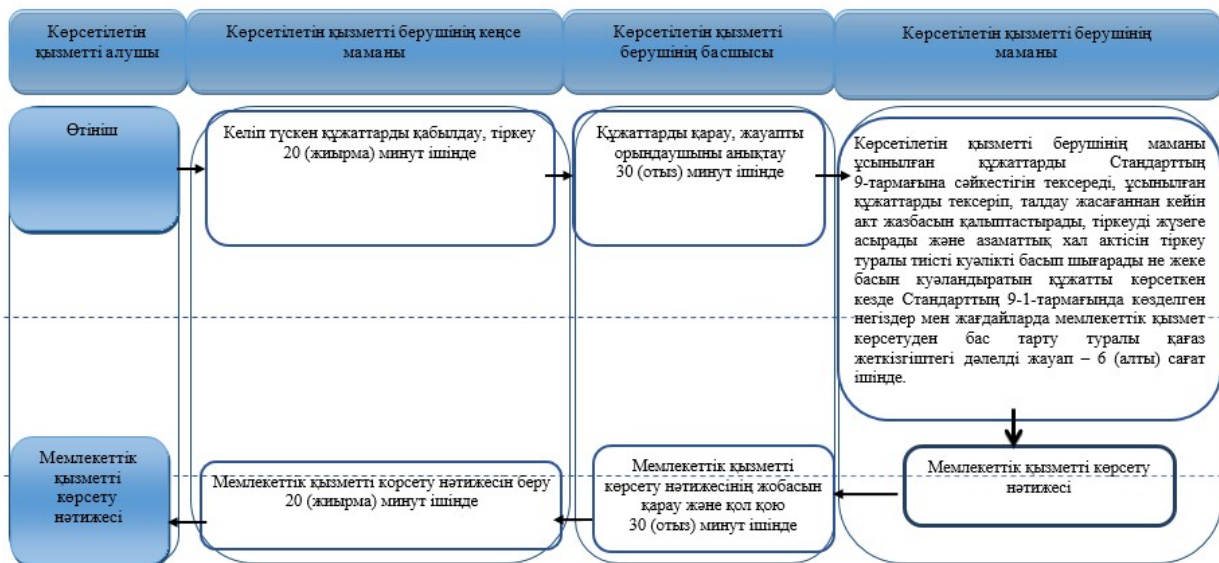 Көрсетілетін
қызметті алушы
Көрсетілетін қызметті берушінің кеңсе
маманы
Көрсетілетін қызметті
берушінің басшысы
Көрсетілетін қызметті берушінің
маманы
Өтініш
Келіп түскен құжаттарды қабылдау, тіркеу
20 (жиырма) минут ішінде
Құжаттарды қарау, жауапты
орындаушыны анықтау
30 (отыз) минут ішінде
Көрсетілетін қызметті берушінің маманы
ұсынылған құжаттарды Стандарттың
9-тармағына сәйкестігін тексереді, ұсынылған
құжаттарды тексеріп, талдау жасағаннан кейін
акт жазбасын қалыптастырады, тіркеуді жүзеге
асырады және азаматтық хал актісін тіркеу
туралы тиісті куәлікті басып шығарады не жеке
басын куәландыратын құжатты көрсеткен
кезде Стандарттың 9-1-тармағында көзделген
негіздер мен жағдайларда мемлекеттік қызмет
көрсетуден бас тарту туралы қағаз
жеткізгіштегі дәлелді жауап – 6 (алты) сағат
ішінде.
Мемлекеттік
қызметті
көрсету
нәтижесі
Мемлекеттік қызметті көрсету нәтижесін беру
20 (жиырма) минут ішінде
Мемлекеттік қызметті
көрсету нәтижесінің жобасын
қарау және қол қою
30 (отыз) минут ішінде
Мемлекеттік қызметті көрсету
нәтижесі